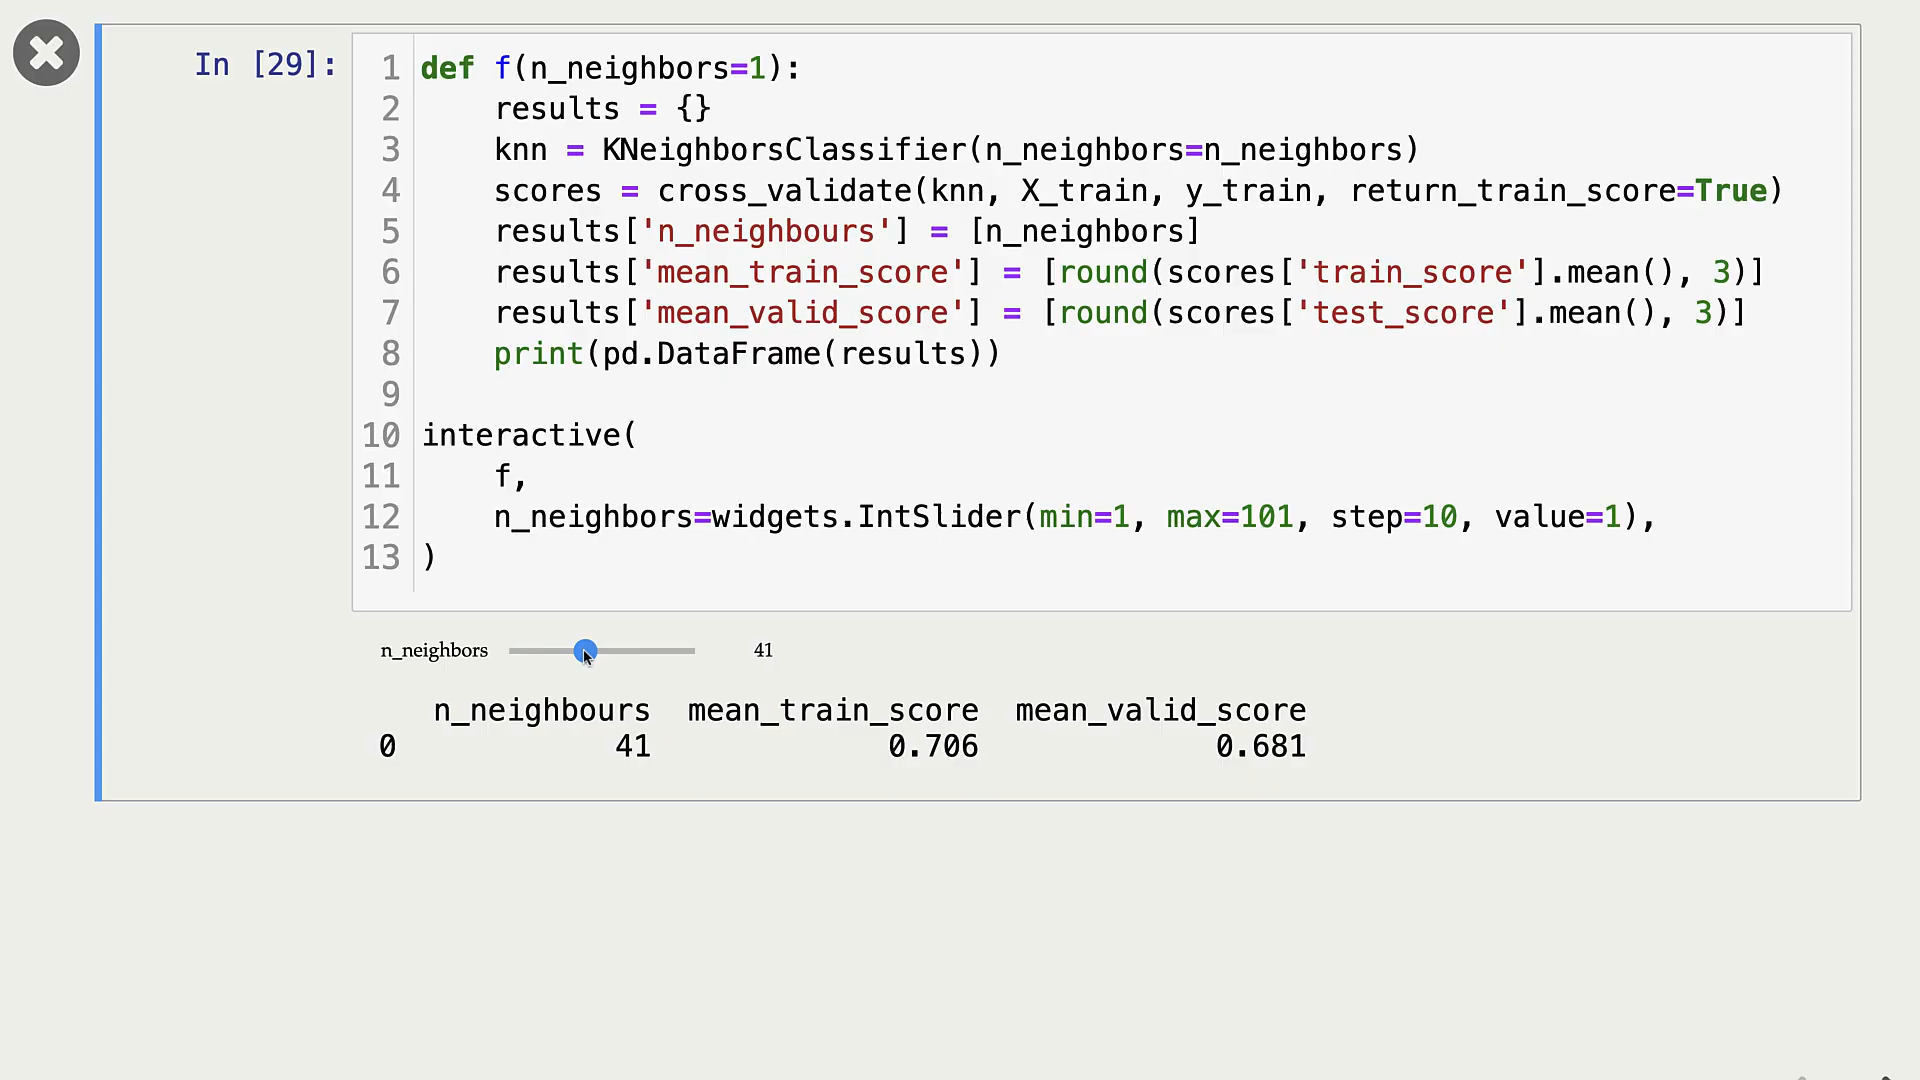 In [29]:
1 def f(n_neighbors=1):
2     results = {}
3     knn = KNeighborsClassifier(n_neighbors=n_neighbors)
4     scores = cross_validate(knn, X_train, y_train, return_train_score=True)
5     results['n_neighbours'] = [n_neighbors]
6     results['mean_train_score'] = [round(scores['train_score'].mean(), 3)]
7     results['mean_valid_score'] = [round(scores['test_score'].mean(), 3)]
8     print(pd.DataFrame(results))
9
10 interactive(
11     f,
12     n_neighbors=widgets.IntSlider(min=1, max=101, step=10, value=1),
13 )
n_neighbors 41
n_neighbours mean_train_score mean_valid_score
0 41 0.706 0.681